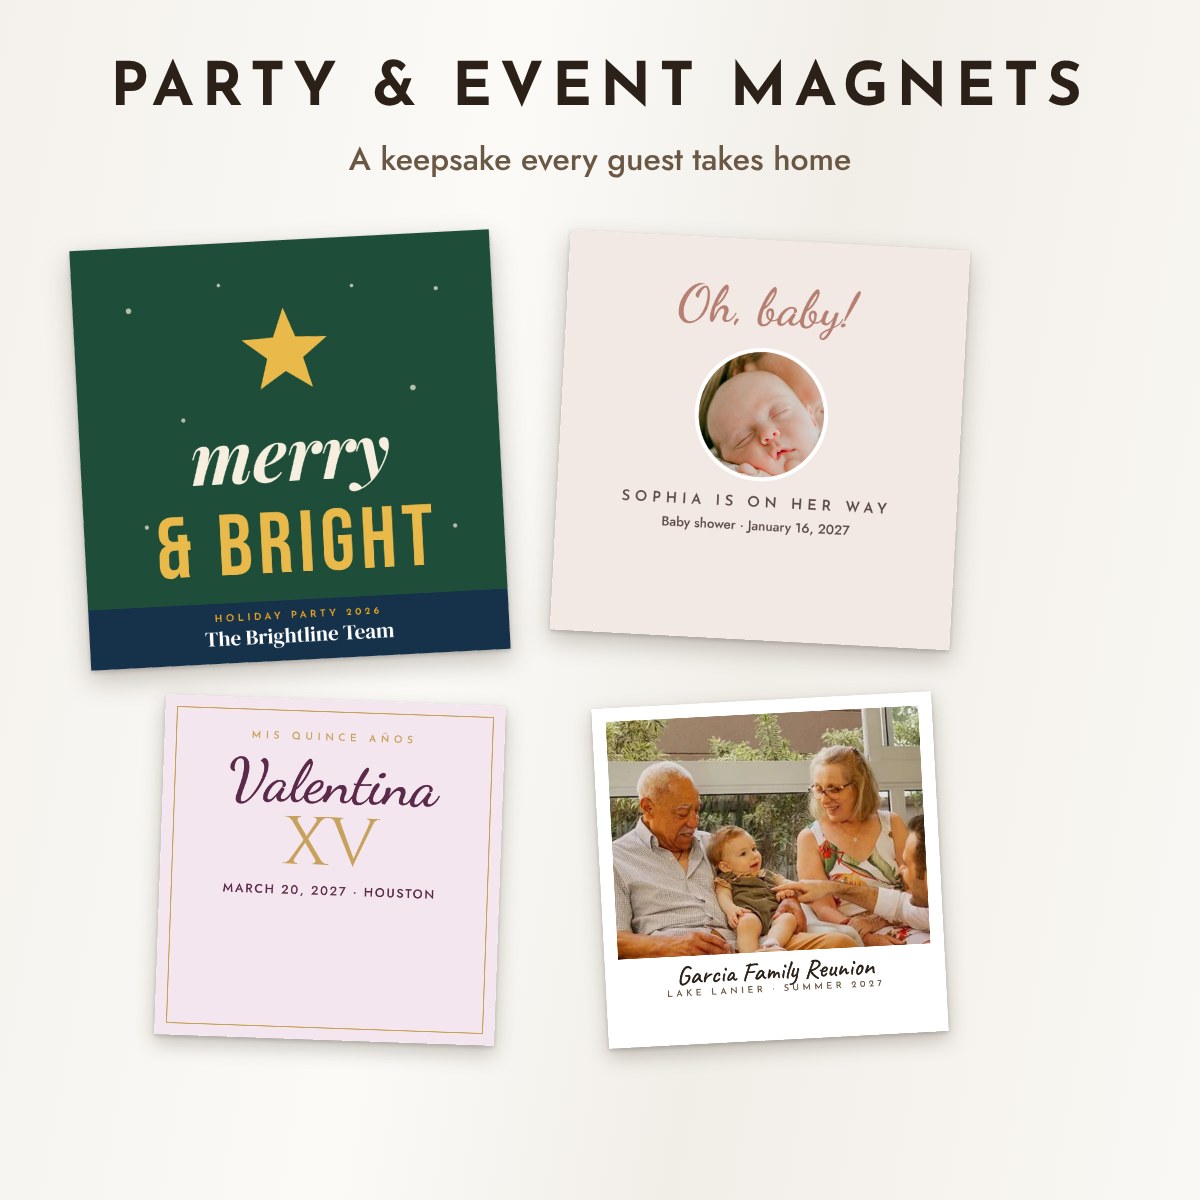 PARTY & EVENT MAGNETS
A keepsake every guest takes home
merry
& BRIGHT
HOLIDAY PARTY 2026
The Brightline Team
Oh, baby!
SOPHIA IS ON HER WAY
Baby shower · January 16, 2027
MIS QUINCE AÑOS
Valentina
XV
MARCH 20, 2027 · HOUSTON
Garcia Family Reunion
LAKE LANIER · SUMMER 2027